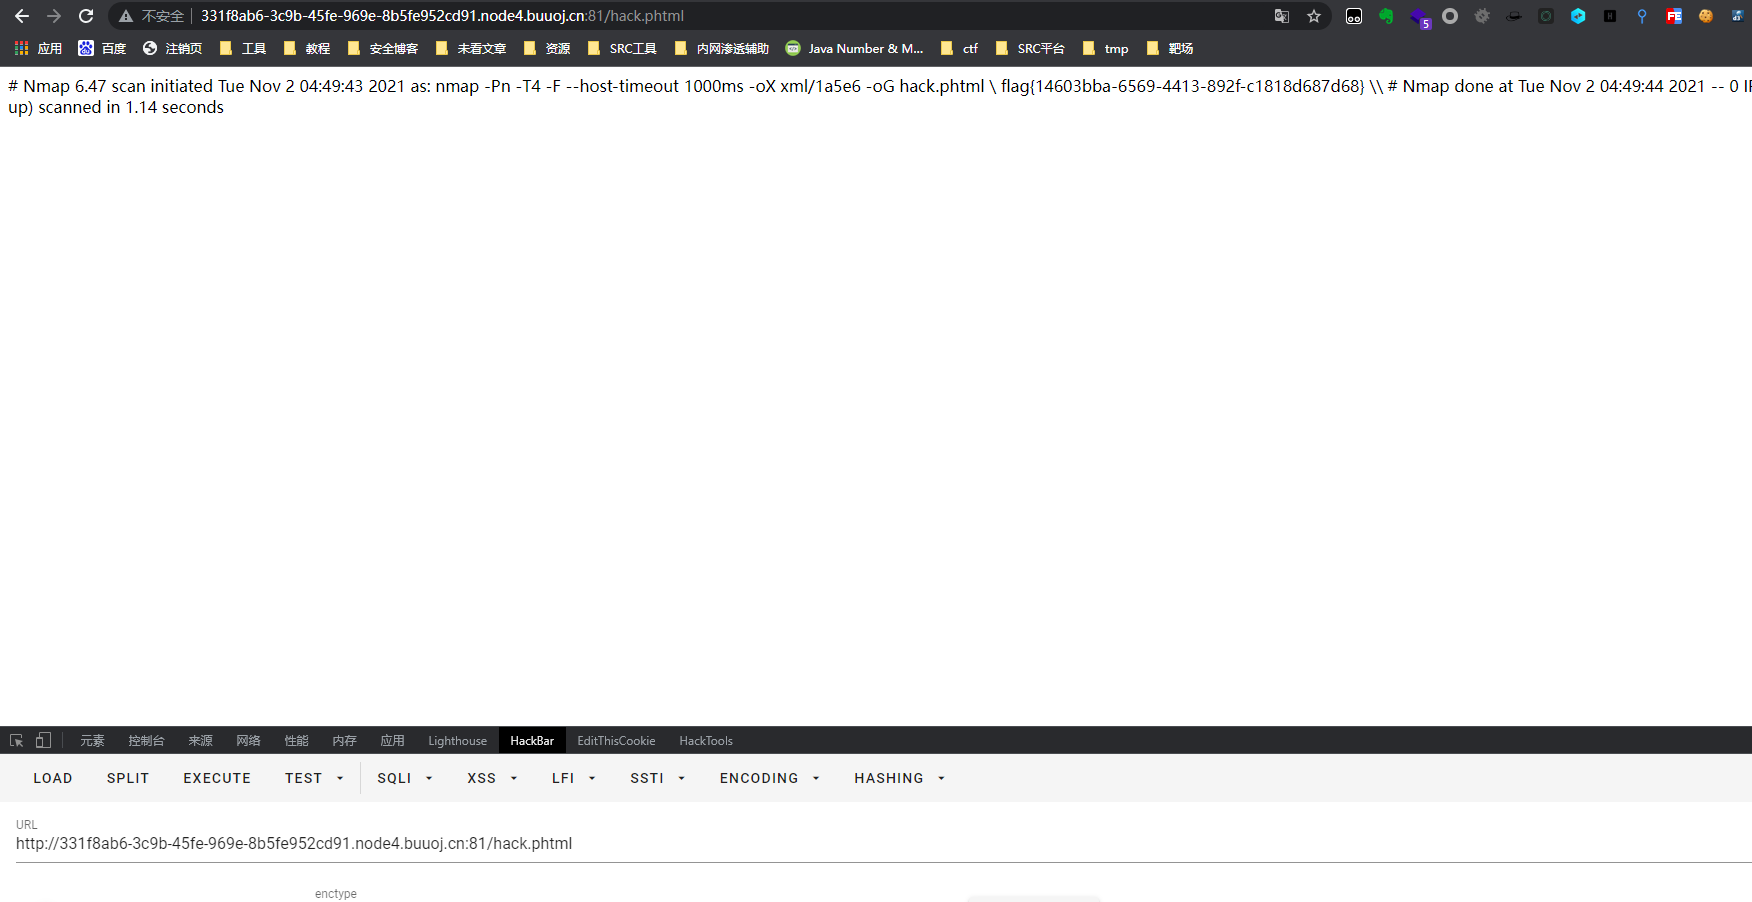 不安全 331f8ab6-3c9b-45fe-969e-8b5fe952cd91.node4.buuoj.cn:81/hack.phtml 5
应用 百度 注销页 工具 教程 安全博客 未看文章 资源 SRC工具 内网渗透辅助 Java Number & M... ctf SRC平台 tmp 靶场
# Nmap 6.47 scan initiated Tue Nov 2 04:49:43 2021 as: nmap -Pn -T4 -F --host-timeout 1000ms -oX xml/1a5e6 -oG hack.phtml \ flag{14603bba-6569-4413-892f-c1818d687d68} \\ # Nmap done at Tue Nov 2 04:49:44 2021 -- 0 IP
up) scanned in 1.14 seconds
元素 控制台 来源 网络 性能 内存 应用 Lighthouse HackBar EditThisCookie HackTools
LOAD SPLIT EXECUTE TEST SQLI XSS LFI SSTI ENCODING HASHING
URL
http://331f8ab6-3c9b-45fe-969e-8b5fe952cd91.node4.buuoj.cn:81/hack.phtml
enctype